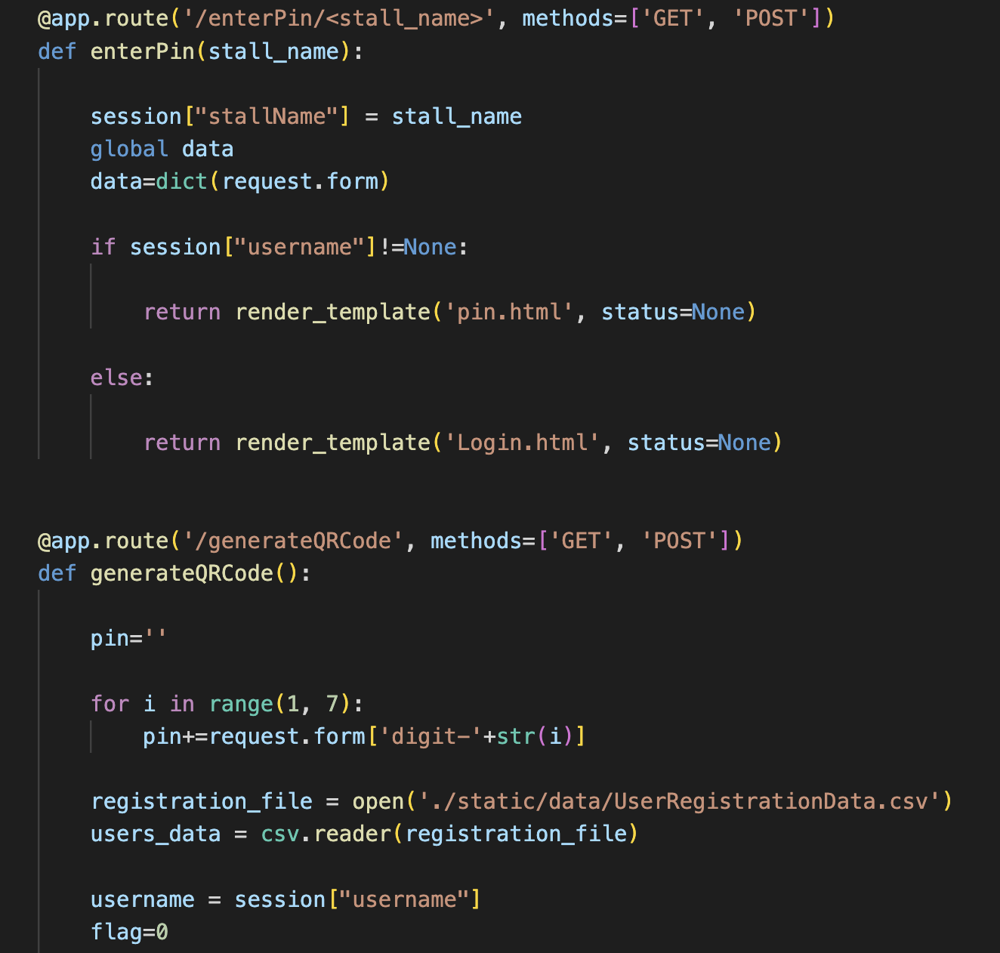 @app.route('/enterPin/<stall_name>', methods=['GET', 'POST'])
def enterPin(stall_name):
session["stallName"] = stall_name
global data
data=dict(request.form)
if session["username"]!=None:
return render_template('pin.html', status=None)
else:
return render_template('Login.html', status=None)
@app.route('/generateQRCode', methods=['GET', 'POST'])
def generateQRCode():
pin=''
for i in range(1, 7):
pin+=request.form['digit-'+str(i)]
registration_file = open('./static/data/UserRegistrationData.csv')
users_data = csv.reader(registration_file)
username = session["username"]
flag=0